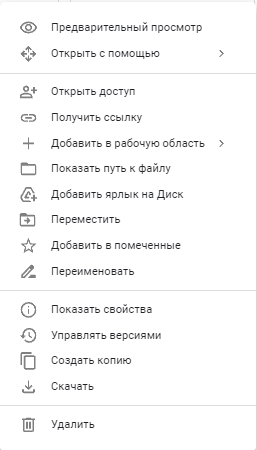 Предварительный просмотр
Открыть с помощью
Открыть доступ
Получить ссылку
Добавить в рабочую область
Показать путь к файлу
Добавить ярлык на Диск
Переместить
Добавить в помеченные
Переименовать
Показать свойства
Управлять версиями
Создать копию
Скачать
Удалить